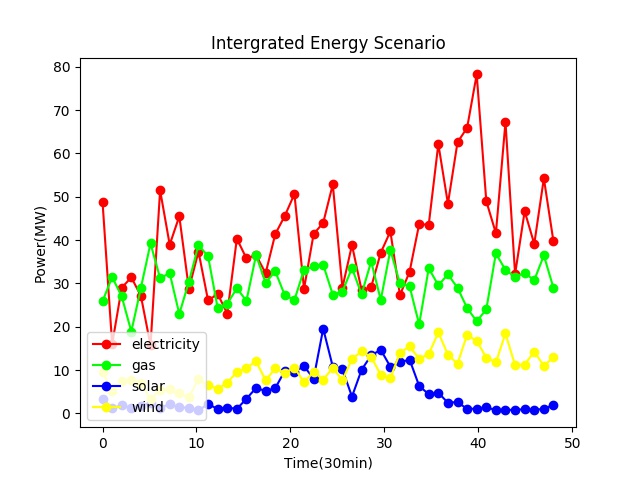 Intergrated Energy Scenario
Power(MW)
80
70
60
50
40
30
20
10
0
electricity
gas
solar
wind
0 10 20 30 40 50
Time(30min)